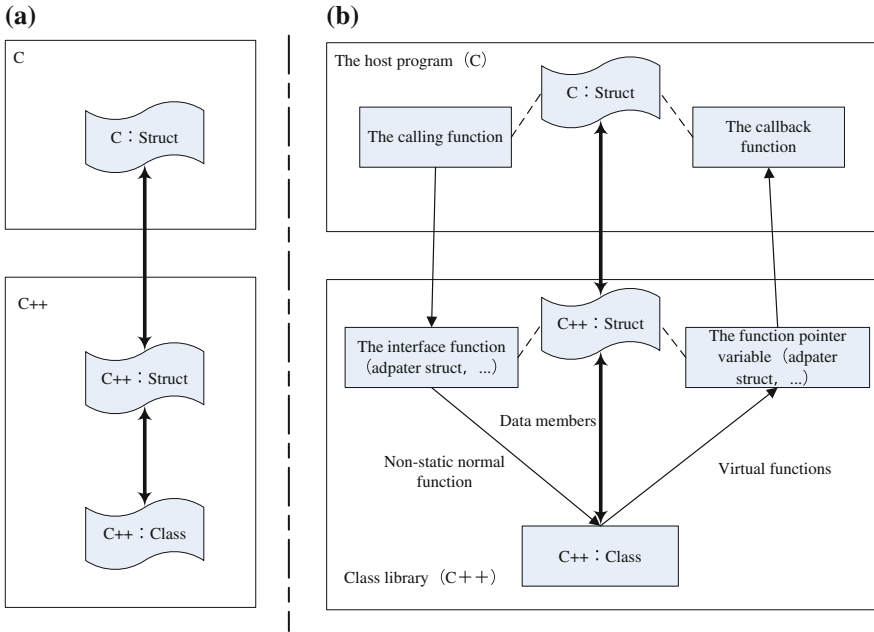 (a)
C
C：Struct
C++
C++：Struct
C++：Class
(b)
The host program（C）
C：Struct
The calling function
The callback
function
C++：Struct
The interface function
（adpater struct，...）
The function pointer
variable（adpater
struct，...）
Data members
Non-static normal
function
Virtual functions
C++：Class
Class library（C＋＋）